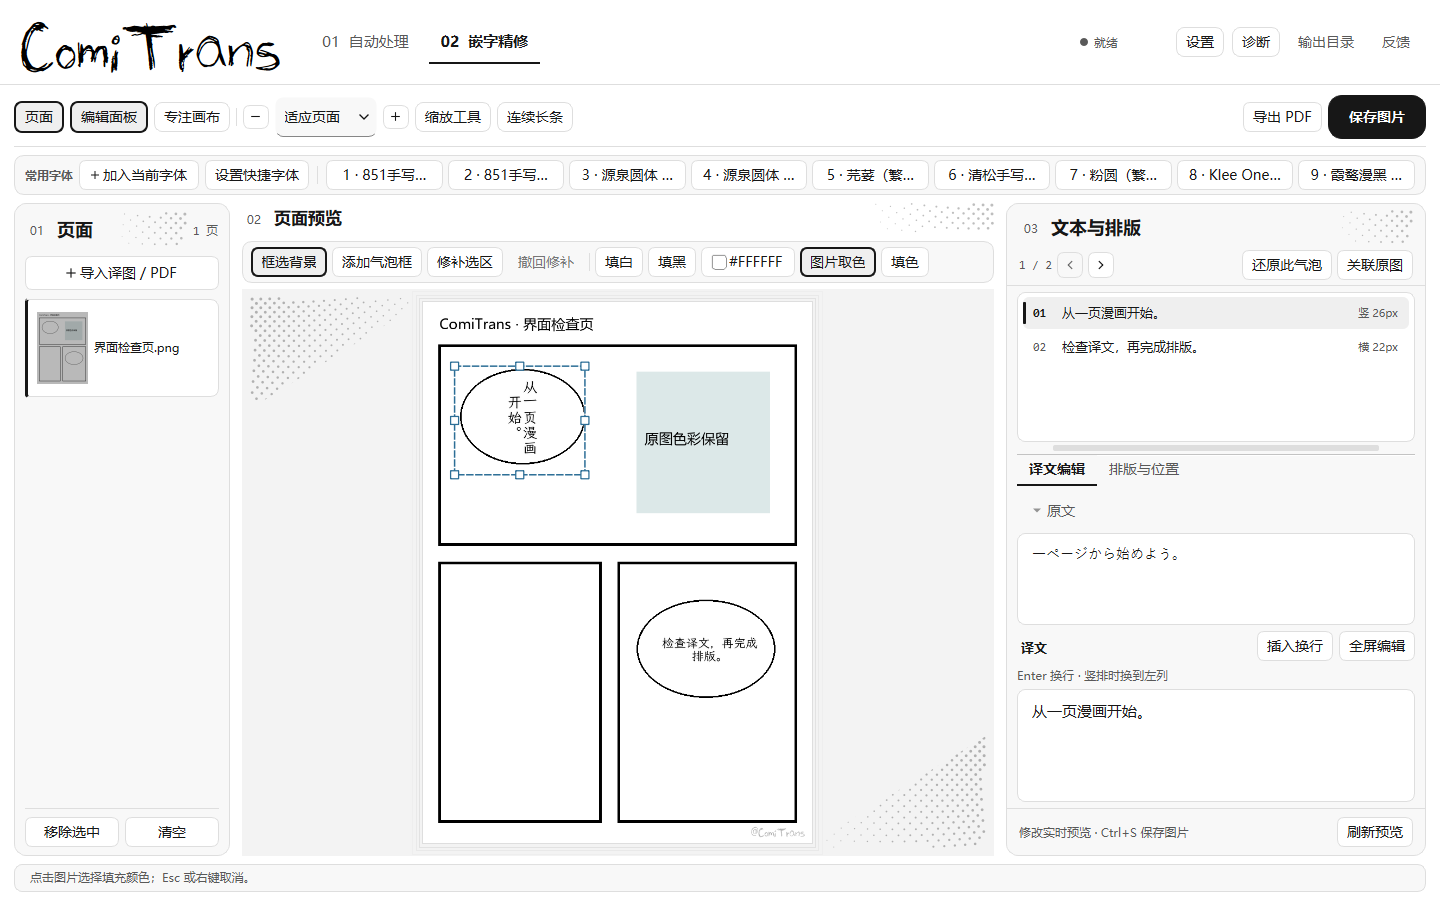 ComiTrans
01 自动处理
02 嵌字精修
就绪
设置
诊断
输出目录
反馈
页面
编辑面板
专注画布
−
适应页面
+
缩放工具
连续长条
导出 PDF
保存图片
常用字体
+ 加入当前字体
设置快捷字体
1 · 851手写...
2 · 851手写...
3 · 源泉圆体 ...
4 · 源泉圆体 ...
5 · 芫荽（繁...
6 · 清松手写...
7 · 粉圆（繁...
8 · Klee One...
9 · 霞鹜漫黑 ...
01 页面
1 页
+ 导入译图 / PDF
界面检查页.png
移除选中
清空
02 页面预览
框选背景
添加气泡框
修补选区
撤回修补
填白
填黑
#FFFFFF
图片取色
填色
ComiTrans · 界面检查页
从一页漫画
开始。
原图色彩保留
检查译文，再完成
排版。
@ComiTrans
03 文本与排版
1 / 2
还原此气泡
关联原图
01 从一页漫画开始。 竖 26px
02 检查译文，再完成排版。 横 22px
译文编辑
排版与位置
原文
一ページから始めよう。
译文
插入换行
全屏编辑
Enter 换行 · 竖排时换到左列
从一页漫画开始。
修改实时预览 · Ctrl+S 保存图片
刷新预览
点击图片选择填充颜色；Esc 或右键取消。